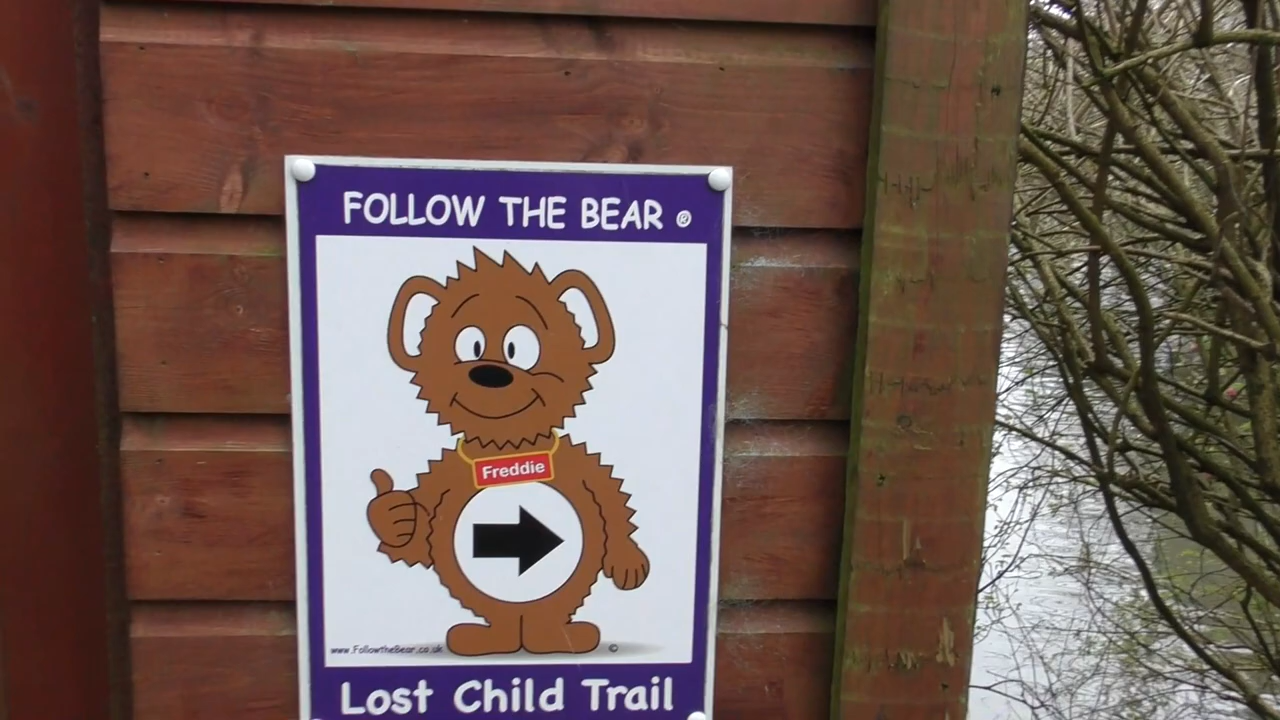 FOLLOW THE BEAR ®
Freddie
www.FollowtheBear.co.uk ©
Lost Child Trail